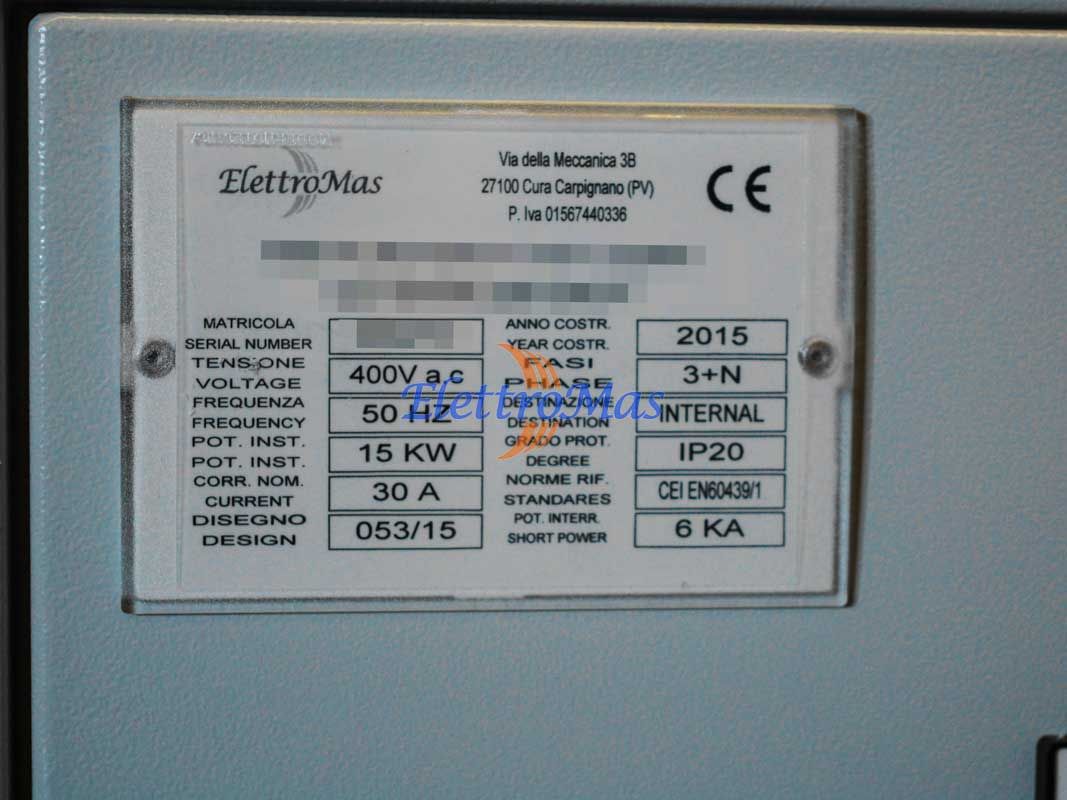 ElettroMas
Via della Meccanica 3B
27100 Cura Carpignano (PV)
P. Iva 01567440336
CE
MATRICOLA
SERIAL NUMBER
ANNO COSTR.
YEAR COSTR.
2015
TENSIONE
VOLTAGE
400V a.c
FASI
PHASE
3+N
ElettroMas
FREQUENZA
FREQUENCY
50 HZ
DESTINAZIONE
DESTINATION
INTERNAL
POT. INST.
POT. INST.
15 KW
GRADO PROT.
DEGREE
IP20
CORR. NOM.
CURRENT
30 A
NORME RIF.
STANDARES
CEI EN60439/1
DISEGNO
DESIGN
053/15
POT. INTERR.
SHORT POWER
6 KA